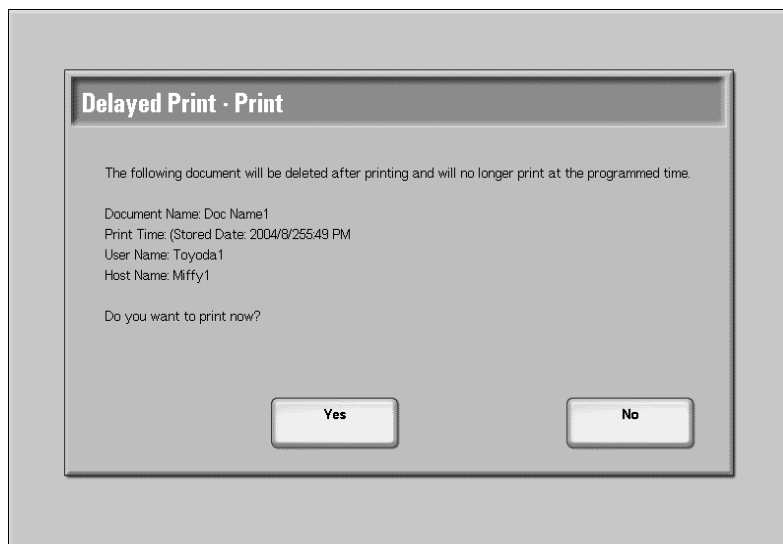 Delayed Print - Print
The following document will be deleted after printing and will no longer print at the programmed time.
Document Name: Doc Name1
Print Time: (Stored Date: 2004/8/255:49 PM
User Name: Toyoda1
Host Name: Miffy1
Do you want to print now?
Yes
No